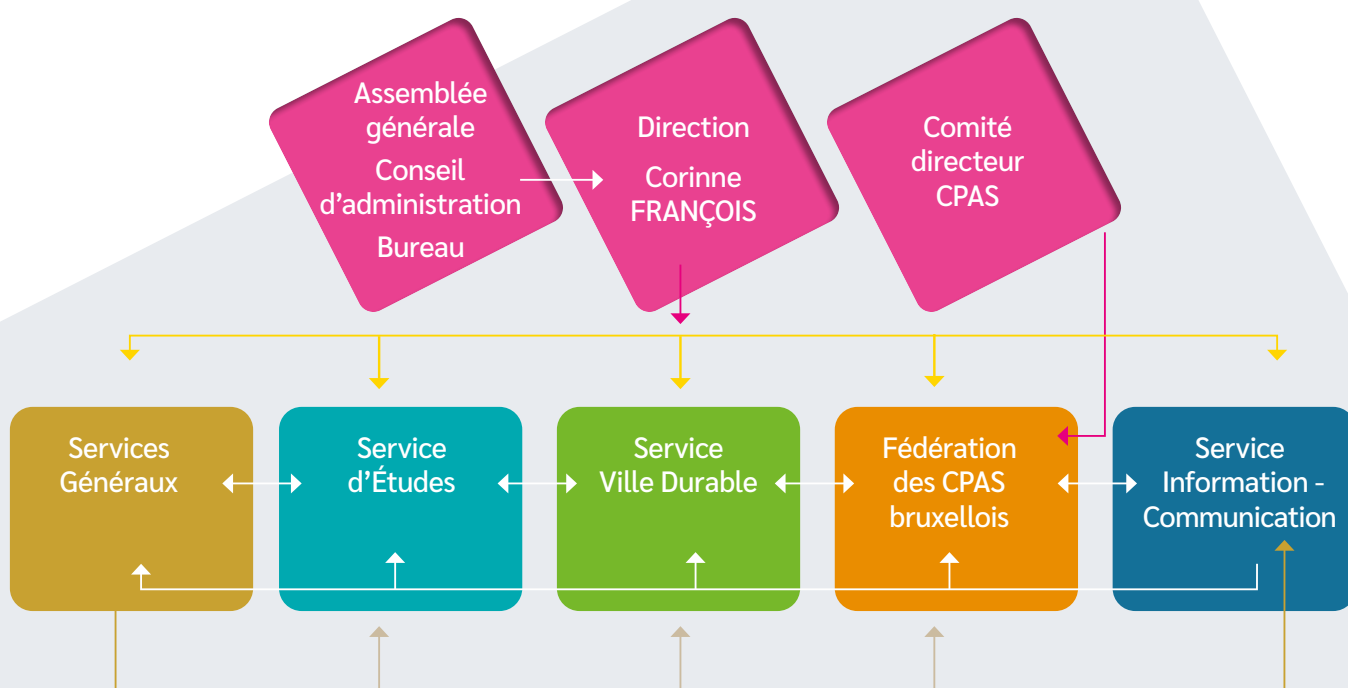 Assemblée
générale
Conseil
d'administration
Bureau
Direction
Corinne
FRANÇOIS
Comité
directeur
CPAS
Services
Généraux
Service
d'Études
Service
Ville Durable
Fédération
des CPAS
bruxellois
Service
Information -
Communication